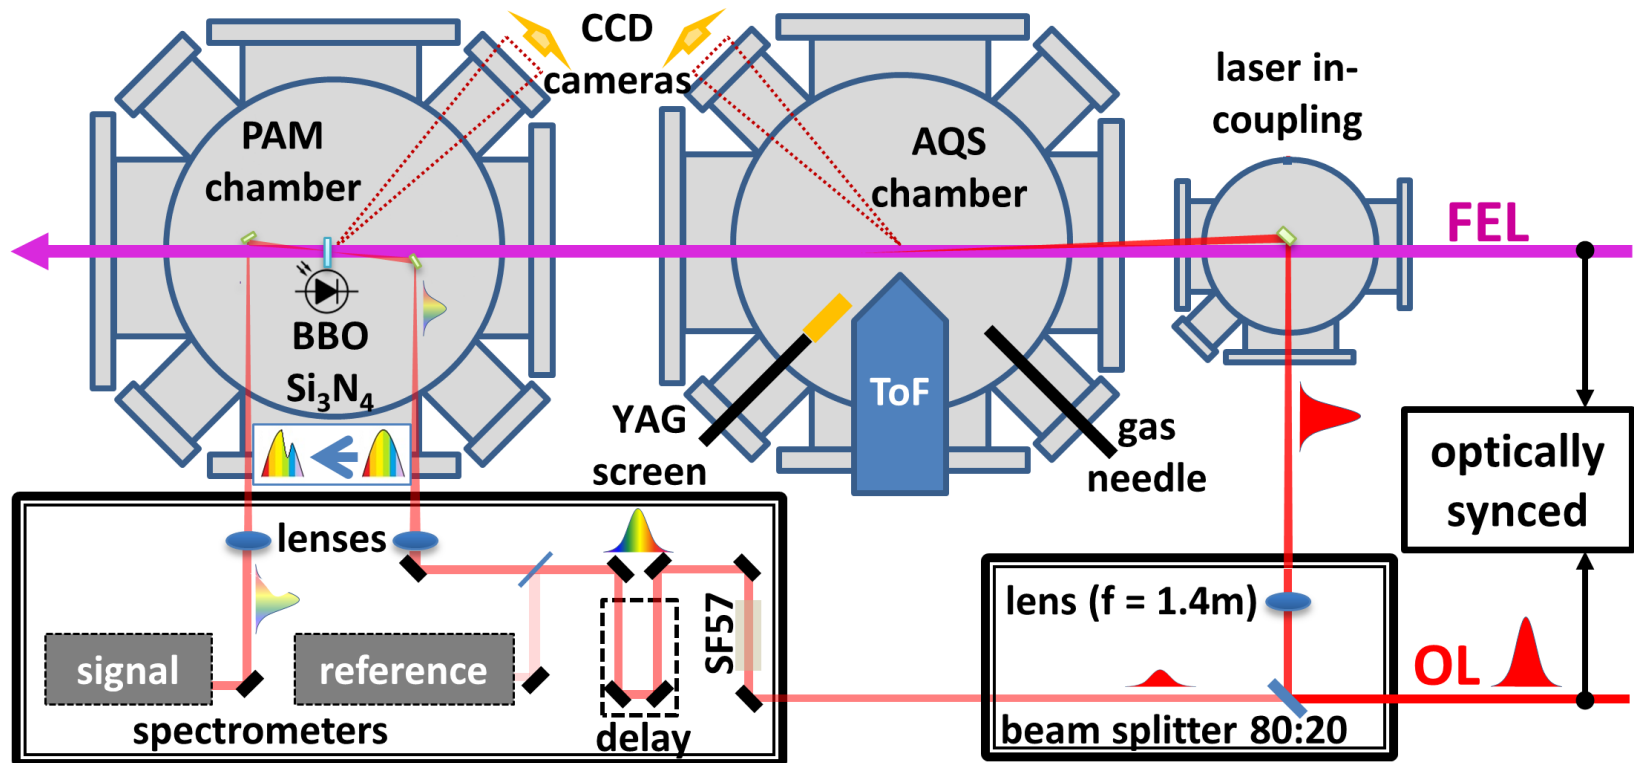 CCD
cameras
laser in-
coupling
PAM
chamber
AQS
chamber
FEL
BBO
Si₃N₄
ToF
YAG
screen
gas
needle
optically
synced
lenses
SF57
lens (f = 1.4m)
signal
reference
OL
spectrometers
delay
beam splitter 80:20